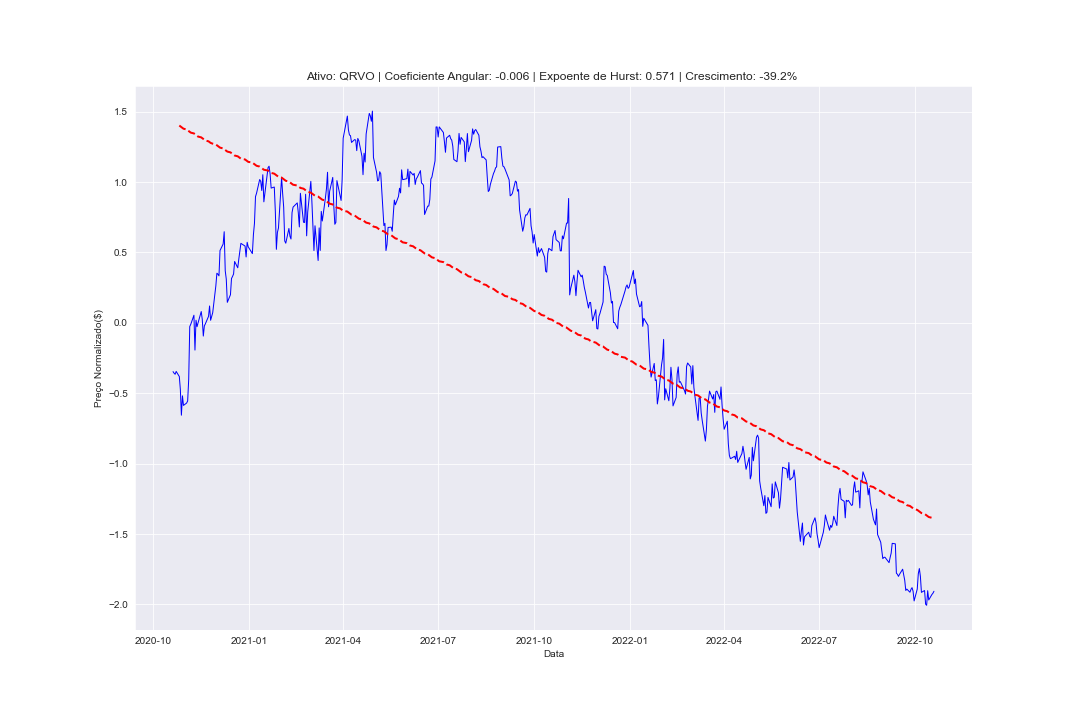 Ativo: QRVO | Coeficiente Angular: -0.006 | Expoente de Hurst: 0.571 | Crescimento: -39.2%
1.5
1.0
0.5
0.0
−0.5
−1.0
−1.5
−2.0
Preço Normalizado($)
2020-10 2021-01 2021-04 2021-07 2021-10 2022-01 2022-04 2022-07 2022-10
Data